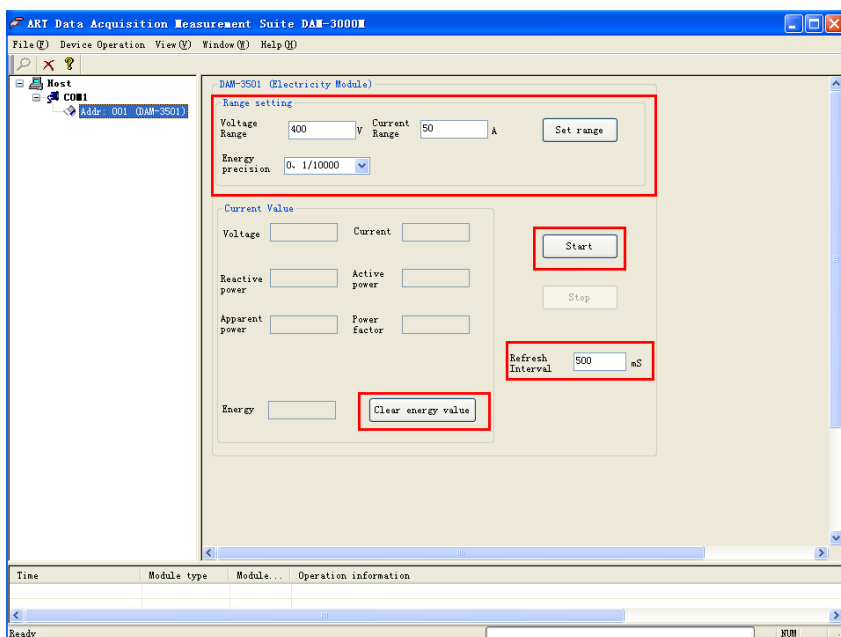 ART Data Acquisition Measurement Suite DAM-3000M
File(F) Device Operation View(V) Window(W) Help(H)
Host
COM1
Addr: 001 (DAM-3501)
DAM-3501 (Electricity Module)
Range setting
Voltage Range 400 V Current Range 50 A Set range
Energy precision 0、1/10000
Current Value
Voltage Current
Start
Reactive power Active power
Stop
Apparent power Power factor
Refresh Interval 500 mS
Energy Clear energy value
Time Module type Module... Operation information
Ready NUM